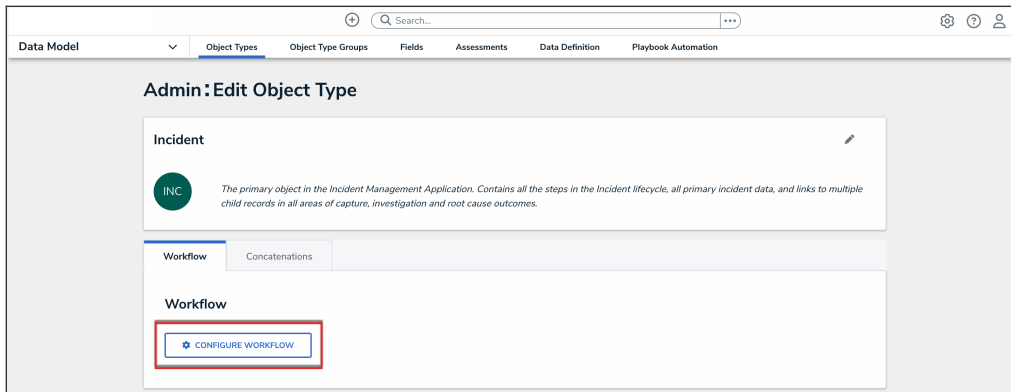 Search...
Data Model
Object Types
Object Type Groups
Fields
Assessments
Data Definition
Playbook Automation
Admin:Edit Object Type
Incident
INC
The primary object in the Incident Management Application. Contains all the steps in the Incident lifecycle, all primary incident data, and links to multiple
child records in all areas of capture, investigation and root cause outcomes.
Workflow
Concatenations
Workflow
CONFIGURE WORKFLOW